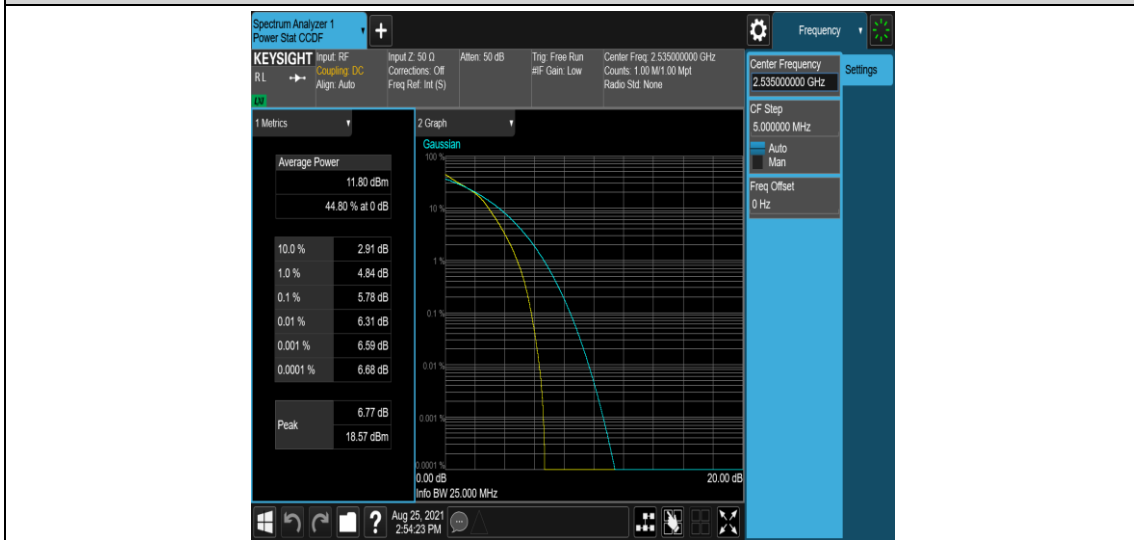 Spectrum Analyzer 1
Power Stat CCDF
+
Frequency
KEYSIGHT
RL
LXI
Input: RF
Coupling: DC
Align: Auto
Input Z: 50 Ω
Corrections: Off
Freq Ref: Int (S)
Atten: 50 dB
Trig: Free Run
#IF Gain: Low
Center Freq: 2.535000000 GHz
Counts: 1.00 M/1.00 Mpt
Radio Std: None
Center Frequency
2.535000000 GHz
Settings
CF Step
5.000000 MHz
Auto
Man
Freq Offset
0 Hz
1 Metrics
Average Power
11.80 dBm
44.80 % at 0 dB
10.0 % 2.91 dB
1.0 % 4.84 dB
0.1 % 5.78 dB
0.01 % 6.31 dB
0.001 % 6.59 dB
0.0001 % 6.68 dB
Peak 6.77 dB
18.57 dBm
2 Graph
Gaussian
100 %
10 %
1 %
0.1 %
0.01 %
0.001 %
0.0001 %
0.00 dB 20.00 dB
Info BW 25.000 MHz
?
Aug 25, 2021
2:54:23 PM